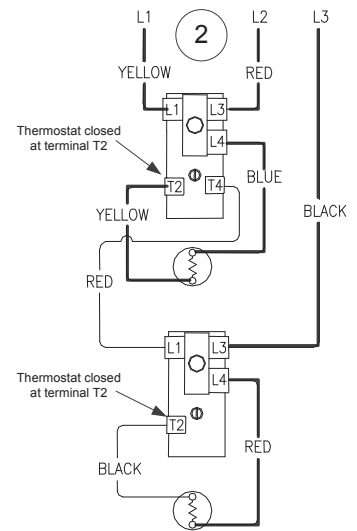 L1 L2 L3
2
YELLOW RED
L1 L3
L4
Thermostat closed
at terminal T2
T2 T4
BLUE
YELLOW
BLACK
RED
L1 L3
L4
Thermostat closed
at terminal T2
T2
RED
BLACK